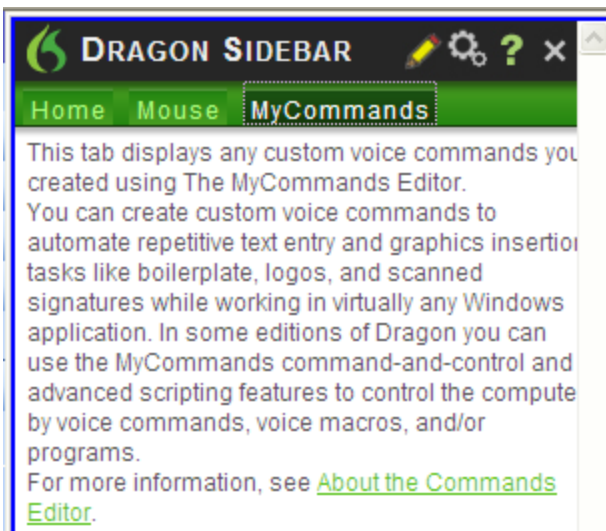 DRAGON SIDEBAR ?
Home Mouse MyCommands
This tab displays any custom voice commands you
created using The MyCommands Editor.
You can create custom voice commands to
automate repetitive text entry and graphics insertion
tasks like boilerplate, logos, and scanned
signatures while working in virtually any Windows
application. In some editions of Dragon you can
use the MyCommands command-and-control and
advanced scripting features to control the compute
by voice commands, voice macros, and/or
programs.
For more information, see About the Commands
Editor.